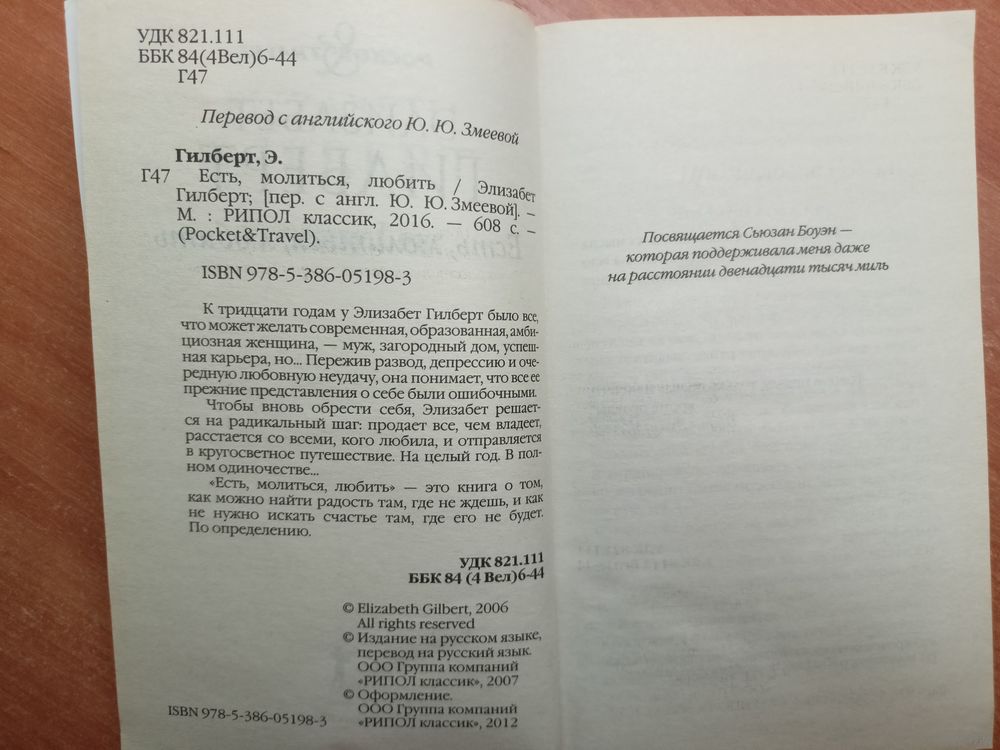 УДК 821.111
ББК 84(4Вел)6-44
Г47
Перевод с английского Ю. Ю. Змеевой
Гилберт, Э.
Г47 Есть, молиться, любить / Элизабет
Гилберт; [пер. с англ. Ю. Ю. Змеевой]. –
М. : РИПОЛ классик, 2016. — 608 с. –
(Pocket&Travel).
ISBN 978-5-386-05198-3
К тридцати годам у Элизабет Гилберт было все,
что может желать современная, образованная, амби-
циозная женщина, — муж, загородный дом, успеш-
ная карьера, но... Пережив развод, депрессию и оче-
редную любовную неудачу, она понимает, что все ее
прежние представления о себе были ошибочными.
Чтобы вновь обрести себя, Элизабет решает-
ся на радикальный шаг: продает все, чем владеет,
расстается со всеми, кого любила, и отправляется
в кругосветное путешествие. На целый год. В пол-
ном одиночестве...
«Есть, молиться, любить» — это книга о том,
как можно найти радость там, где не ждешь, и как
не нужно искать счастье там, где его не будет.
По определению.
УДК 821.111
ББК 84 (4 Вел)6-44
© Elizabeth Gilbert, 2006
All rights reserved
© Издание на русском языке,
перевод на русский язык.
ООО Группа компаний
«РИПОЛ классик», 2007
© Оформление.
ООО Группа компаний
«РИПОЛ классик», 2012
ISBN 978-5-386-05198-3
Посвящается Сьюзан Боуэн —
которая поддерживала меня даже
на расстоянии двенадцати тысяч миль